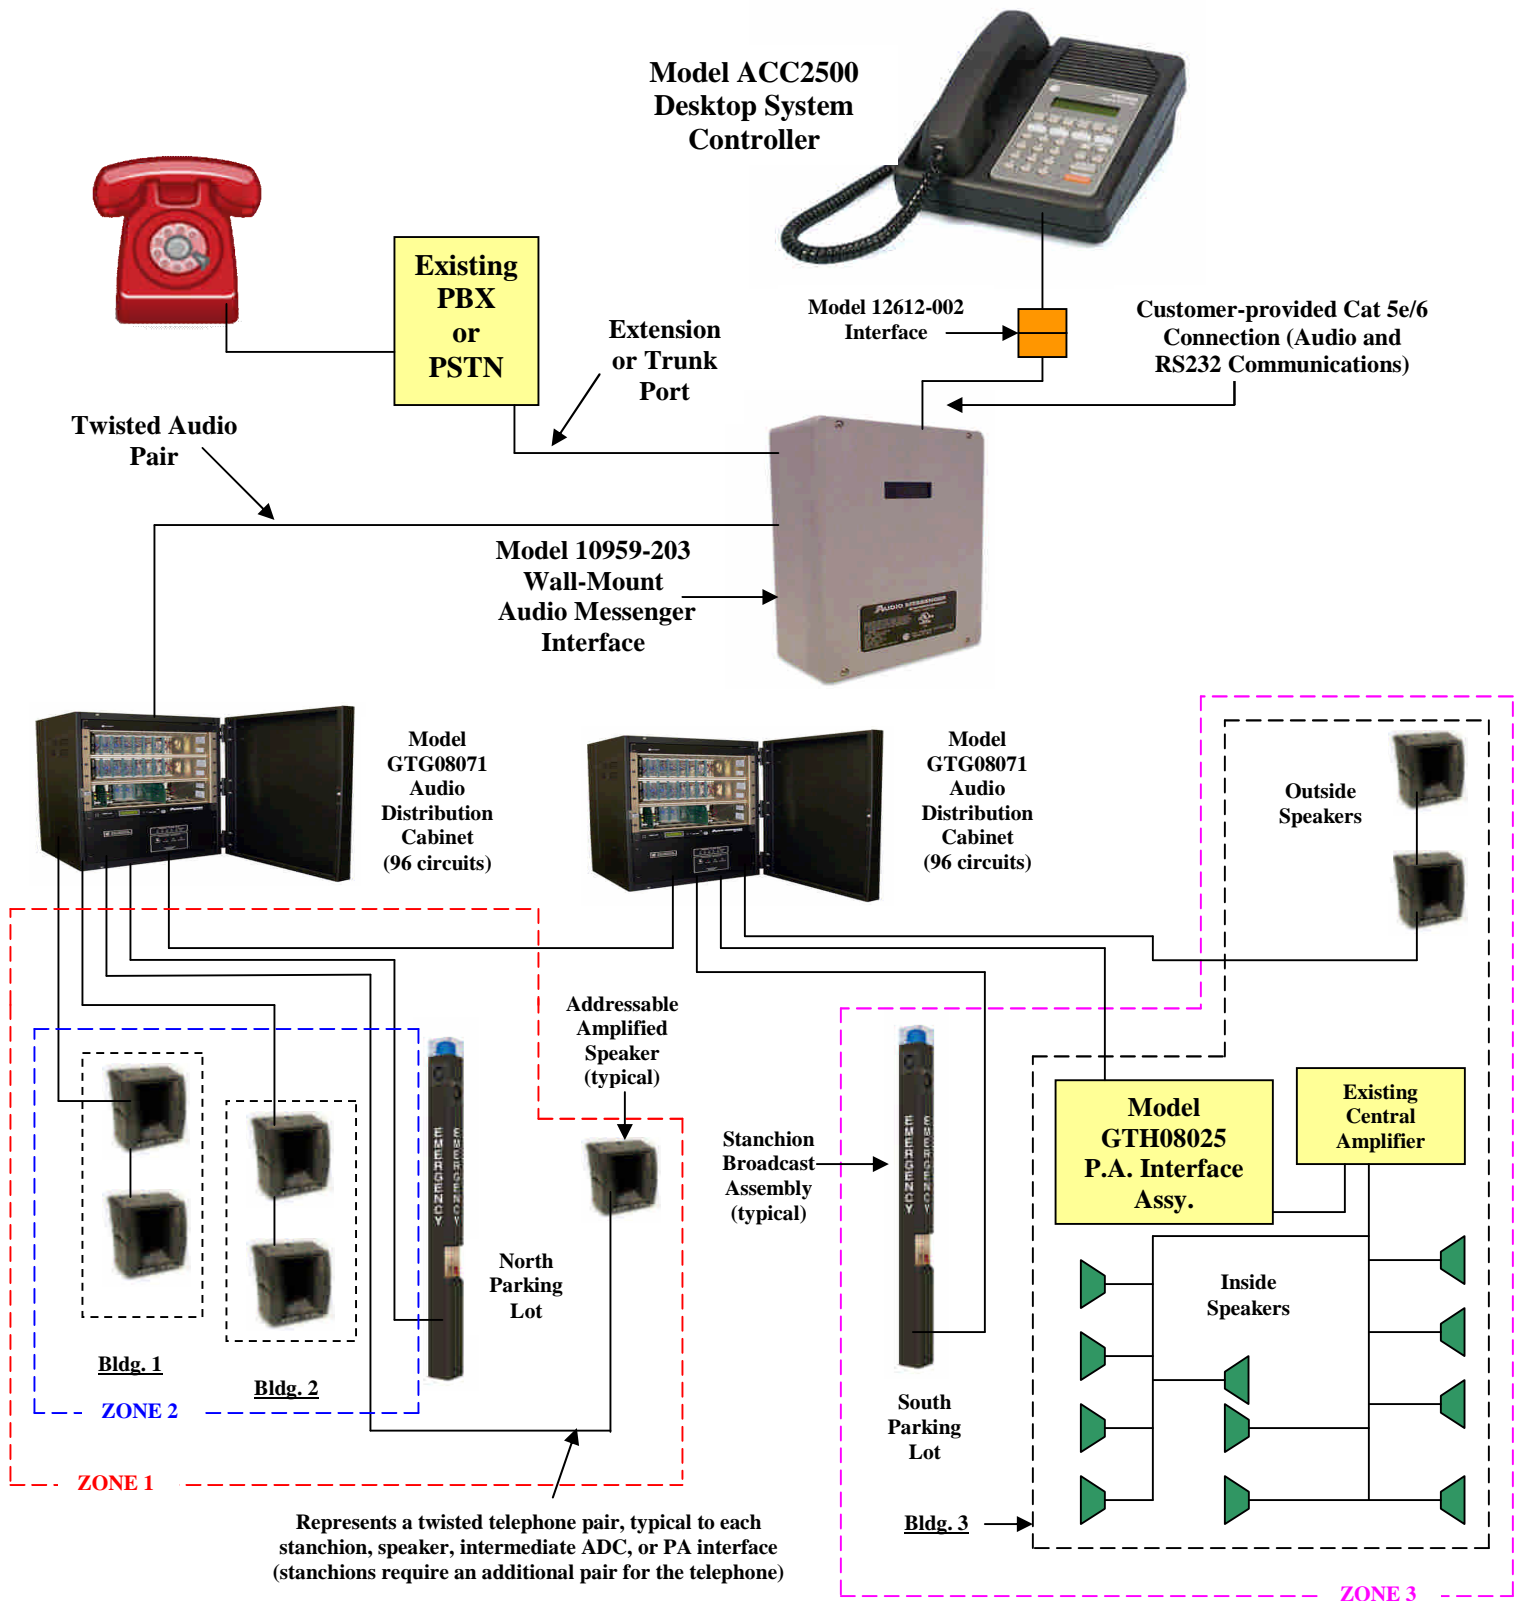 Model ACC2500
Desktop System
Controller
Existing
PBX
or
PSTN
Extension
or Trunk
Port
Model 12612-002
Interface
Customer-provided Cat 5e/6
Connection (Audio and
RS232 Communications)
Twisted Audio
Pair
Model 10959-203
Wall-Mount
Audio Messenger
Interface
AUDIO MESSENGER
Model
GTG08071
Audio
Distribution
Cabinet
(96 circuits)
Model
GTG08071
Audio
Distribution
Cabinet
(96 circuits)
Outside
Speakers
Addressable
Amplified
Speaker
(typical)
EMERGENCY
EMERGENCY
North
Parking
Lot
Bldg. 1
Bldg. 2
ZONE 2
ZONE 1
Stanchion
Broadcast
Assembly
(typical)
EMERGENCY
EMERGENCY
South
Parking
Lot
Model
GTH08025
P.A. Interface
Assy.
Existing
Central
Amplifier
Inside
Speakers
Bldg. 3
ZONE 3
Represents a twisted telephone pair, typical to each
stanchion, speaker, intermediate ADC, or PA interface
(stanchions require an additional pair for the telephone)